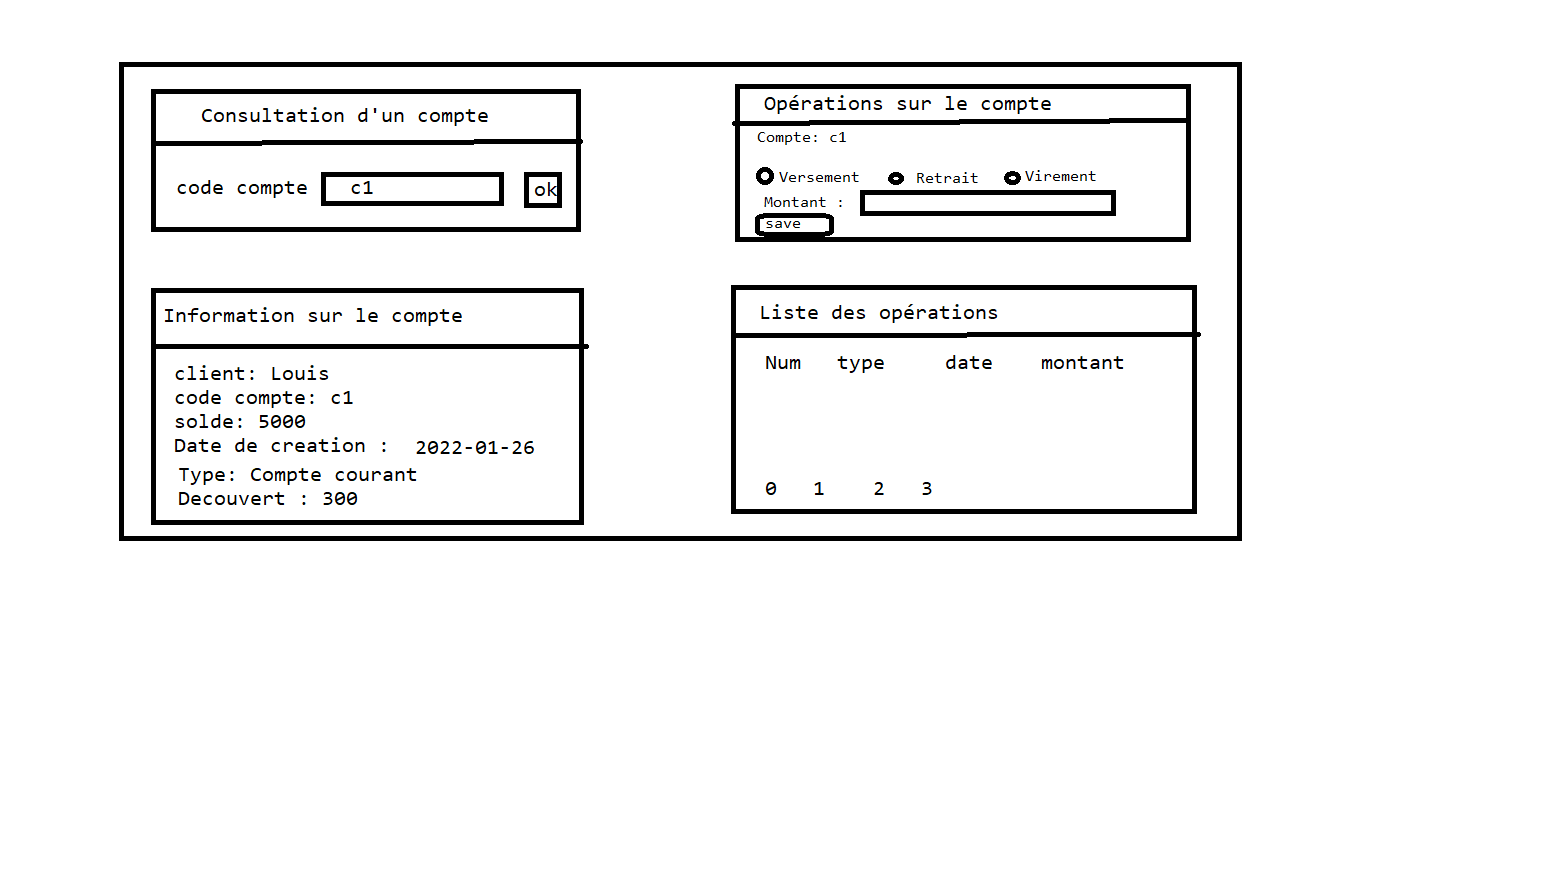 Consultation d'un compte
code compte c1 ok
Opérations sur le compte
Compte: c1
Versement Retrait Virement
Montant :
save
Information sur le compte
client: Louis
code compte: c1
solde: 5000
Date de creation : 2022-01-26
Type: Compte courant
Decouvert : 300
Liste des opérations
Num type date montant
0 1 2 3